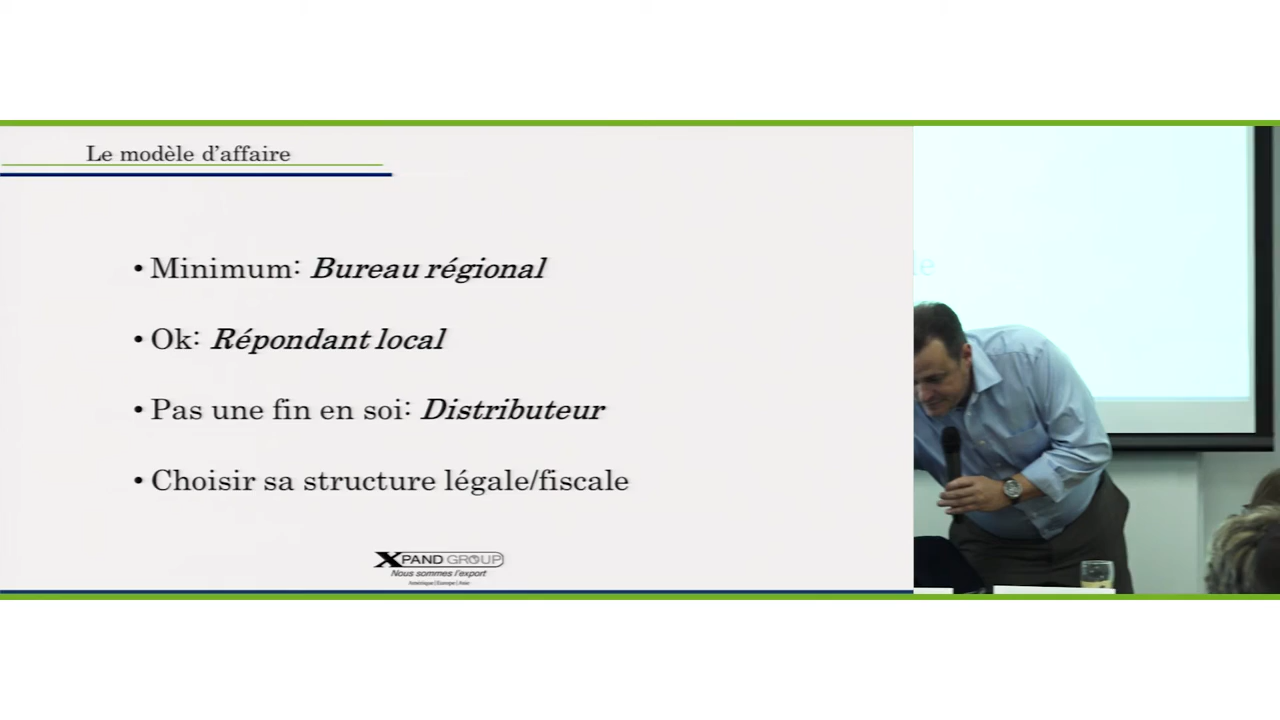 Le modèle d'affaire
• Minimum: Bureau régional
• Ok: Répondant local
• Pas une fin en soi: Distributeur
• Choisir sa structure légale/fiscale
XPAND GROUP
Nous sommes l'export
Amérique | Europe | Asie
le